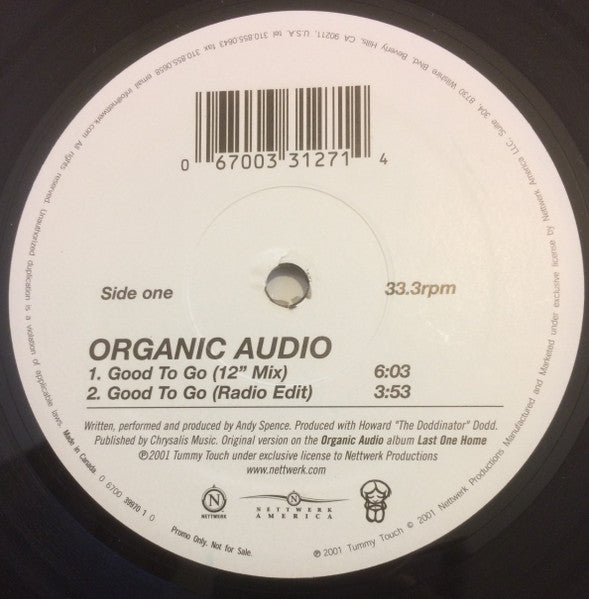 0 67003 31271 4
Side one
33.3rpm
ORGANIC AUDIO
1. Good To Go (12” Mix) 6:03
2. Good To Go (Radio Edit) 3:53
Written, performed and produced by Andy Spence. Produced with Howard "The Doddinator" Dodd.
Published by Chrysalis Music. Original version on the Organic Audio album Last One Home
℗2001 Tummy Touch under exclusive license to Nettwerk Productions
www.nettwerk.com
N
NETTWERK
N
NETTWERK
AMERICA
Promo Only. Not for Sale.
℗ 2001 Tummy Touch © 2001 Nettwerk Productions Manufactured and Marketed under exclusive license by Nettwerk America LLC, Suite 304, 8730 Wilshire Blvd, Beverly Hills, CA 90211, U.S.A. tel 310.855.0643 fax 310.855.0658 email info@nettwerk.com All rights reserved. Unauthorized duplication is a violation of applicable laws. Made in Canada. 0 6700 39870 1 0